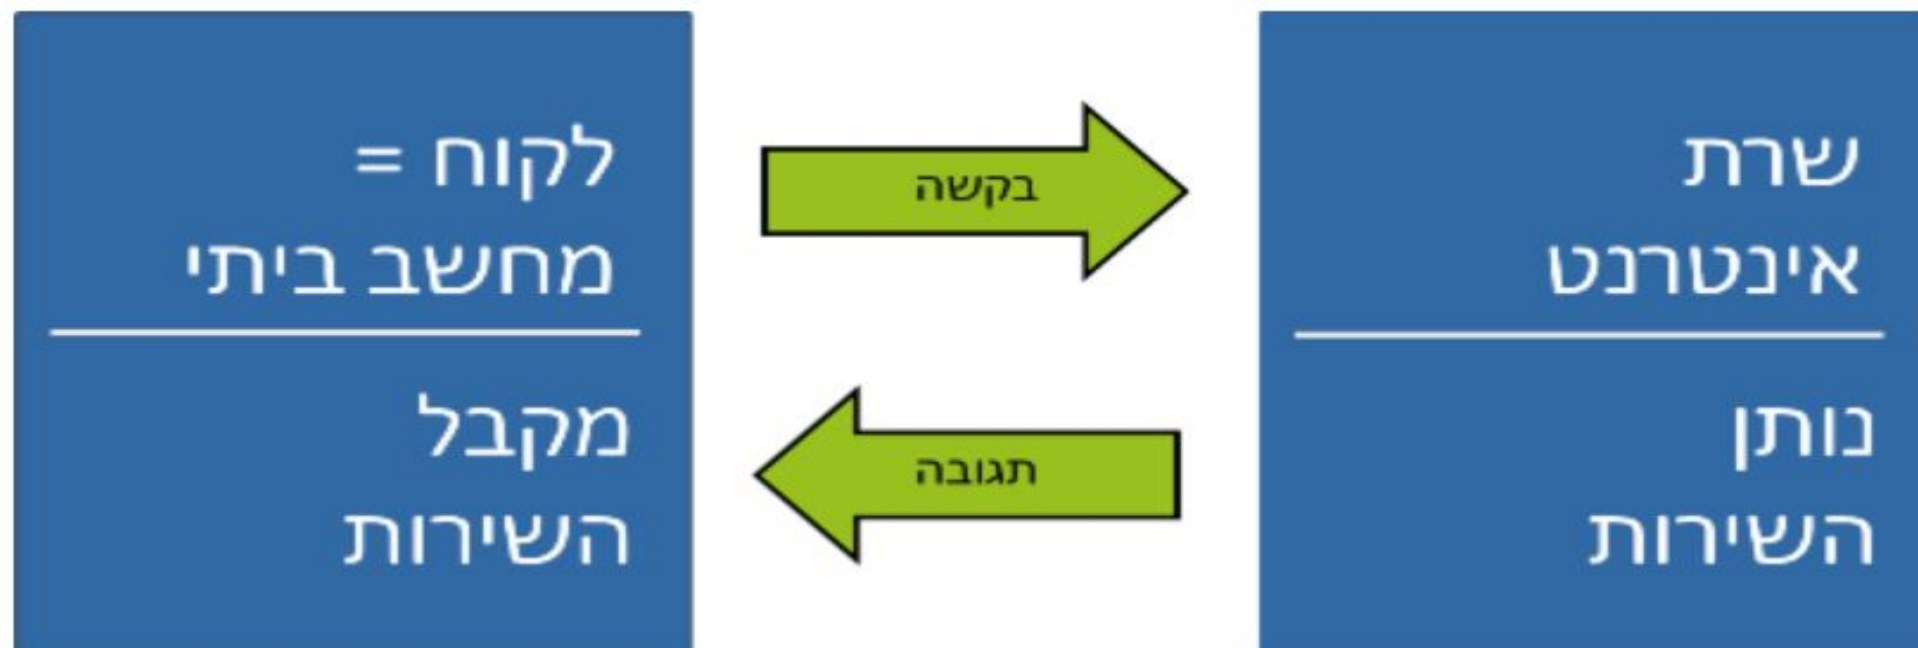 שרת
אינטרנט
נותן
השירות
בקשה
תגובה
לקוח =
מחשב ביתי
מקבל
השירות